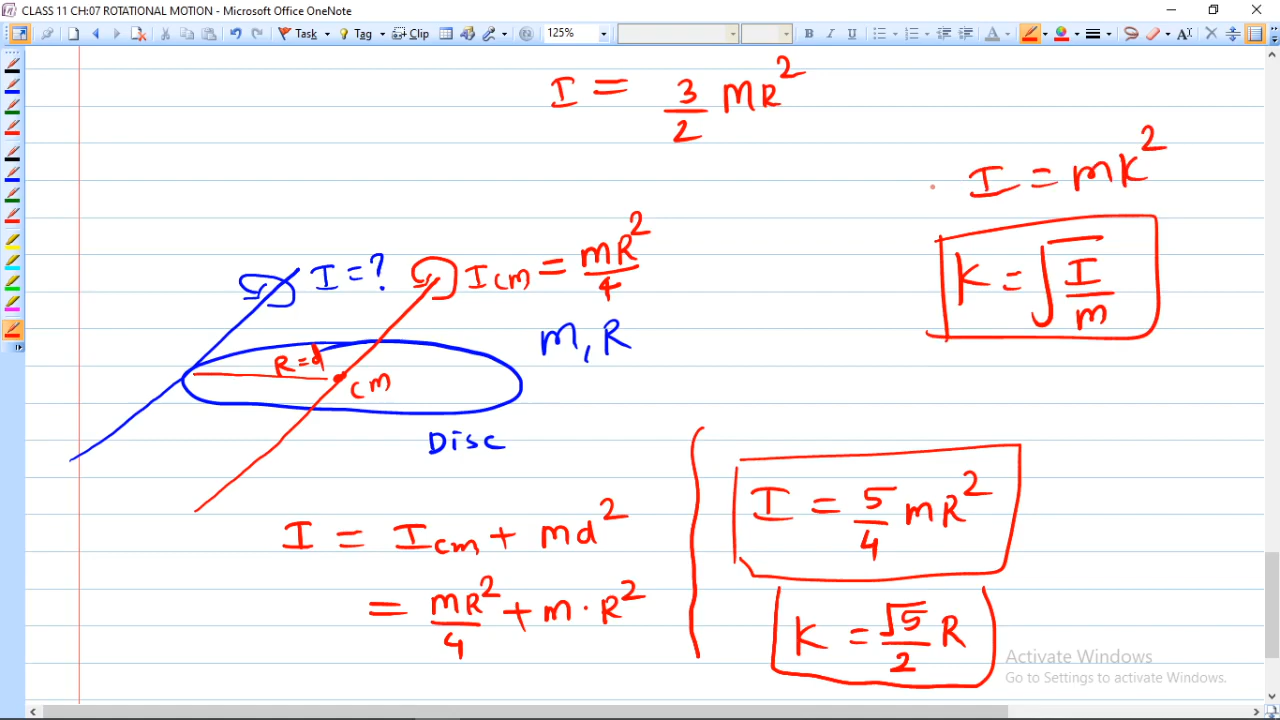 CLASS 11 CH:07 ROTATIONAL MOTION - Microsoft Office OneNote
Task Tag Clip 125% B I U A
I = 3/2 mR²
I = mK²
K = √(I/m)
I = ?
Icm = mR²/4
m, R
R=d
cm
Disc
I = Icm + md²
= mR²/4 + m·R²
I = 5/4 mR²
K = √5/2 R
Activate Windows
Go to Settings to activate Windows.